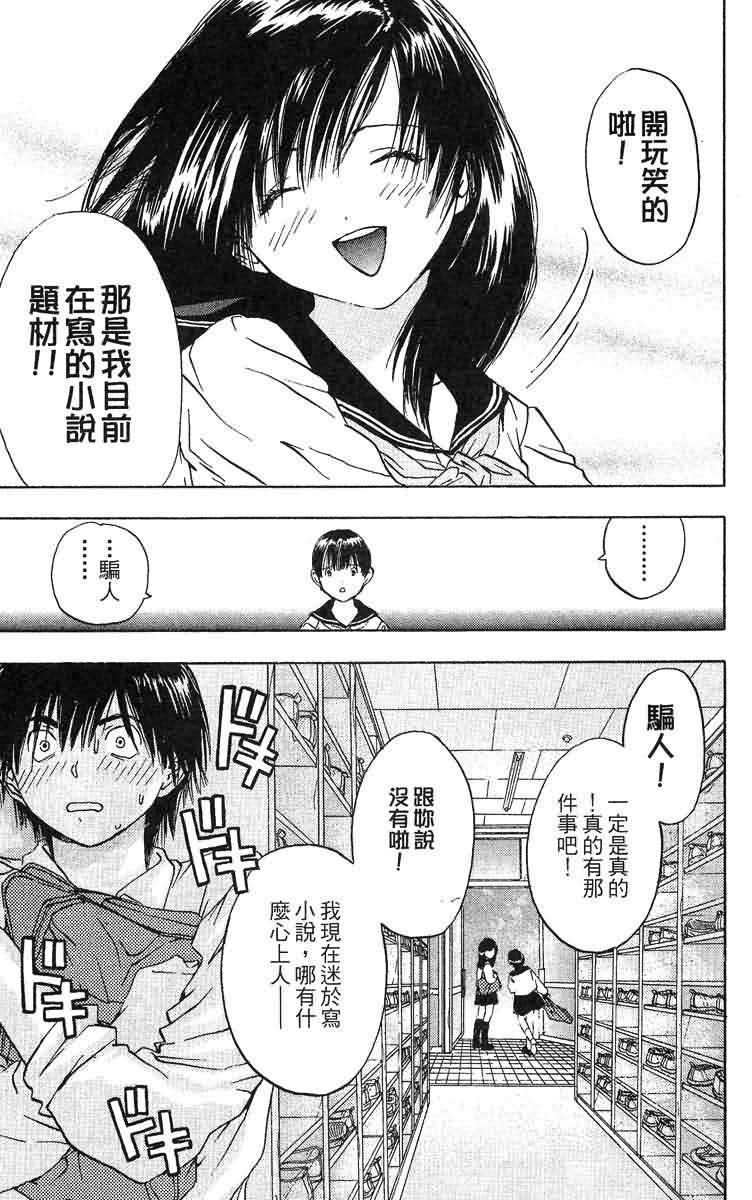 開玩笑的
啦！
那是我目前
在寫的小說
題材！！
………
…騙人
……
騙人！
一定是真的
！真的有那
件事吧！
跟妳說
沒有啦！
我現在迷於寫
小說，哪有什
麼心上人——
ドキ
ドキ
ドキ
ドキ